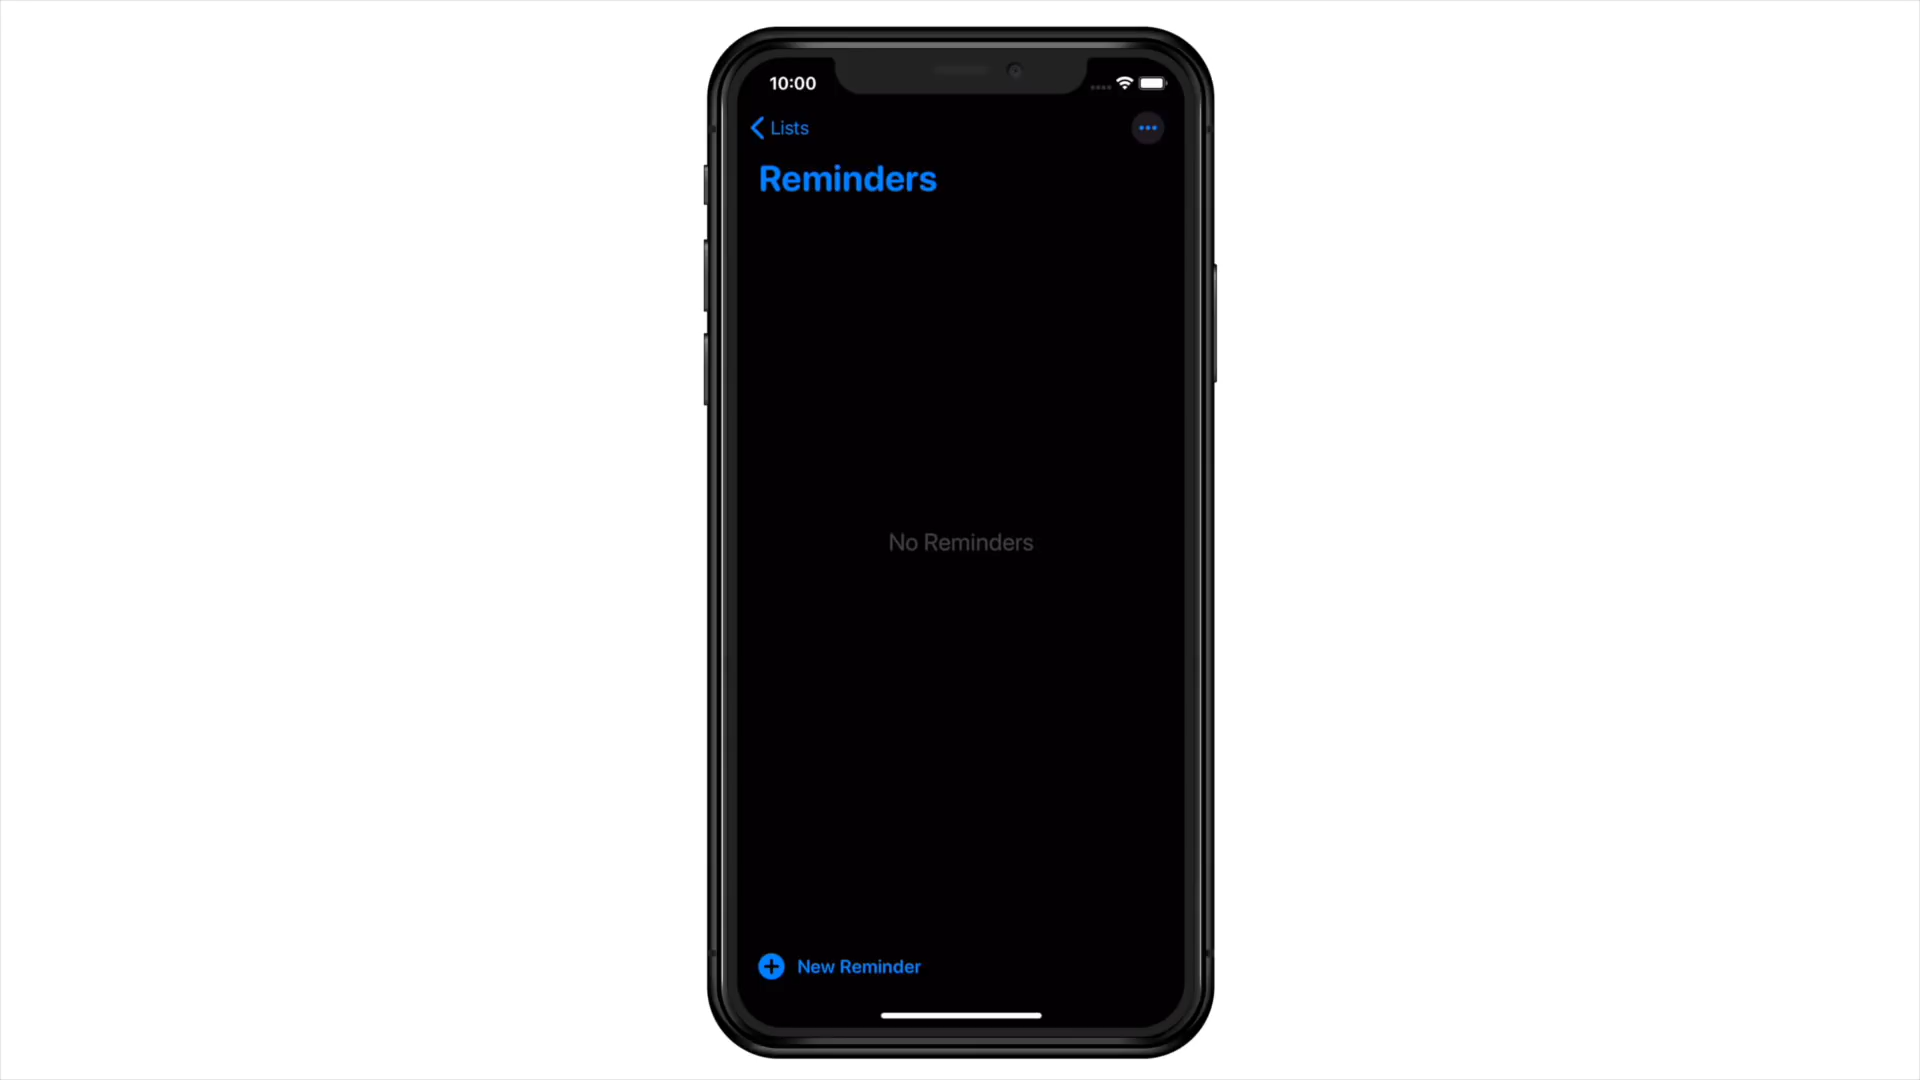 10:00
Lists
Reminders
No Reminders
New Reminder